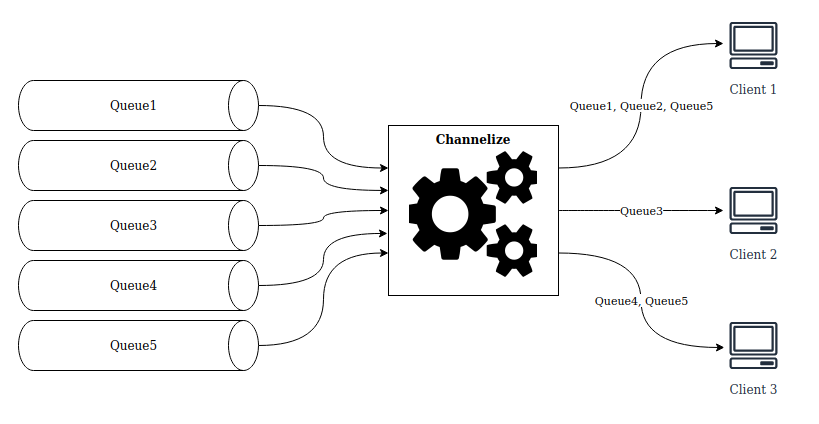 Queue1
Queue2
Queue3
Queue4
Queue5
Channelize
Queue1, Queue2, Queue5
Queue3
Queue4, Queue5
Client 1
Client 2
Client 3